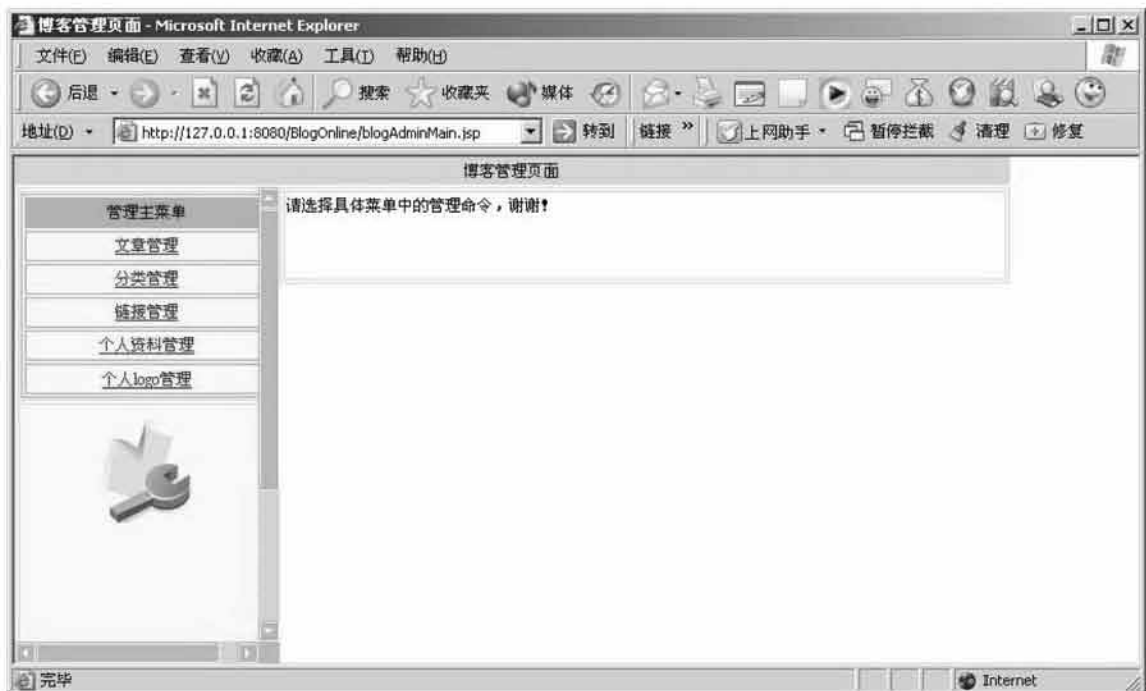 博客管理页面 - Microsoft Internet Explorer
文件(F) 编辑(E) 查看(V) 收藏(A) 工具(T) 帮助(H)
后退 搜索 收藏夹 媒体
地址(D) http://127.0.0.1:8080/BlogOnline/blogAdminMain.jsp 转到 链接 » 上网助手 暂停拦截 清理 修复
博客管理页面
管理主菜单
请选择具体菜单中的管理命令，谢谢！
文章管理
分类管理
链接管理
个人资料管理
个人logo管理
完毕 Internet